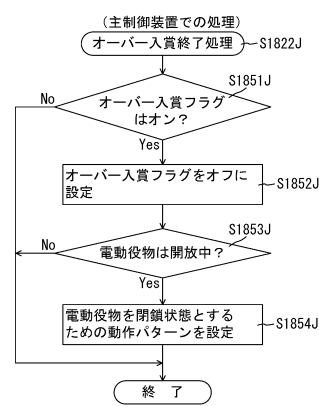 (主制御装置での処理)
オーバー入賞終了処理
S1822J
S1851J
No
オーバー入賞フラグ
はオン？
Yes
オーバー入賞フラグをオフに
設定
S1852J
S1853J
No
電動役物は開放中？
Yes
電動役物を閉鎖状態とする
ための動作パターンを設定
S1854J
終 了